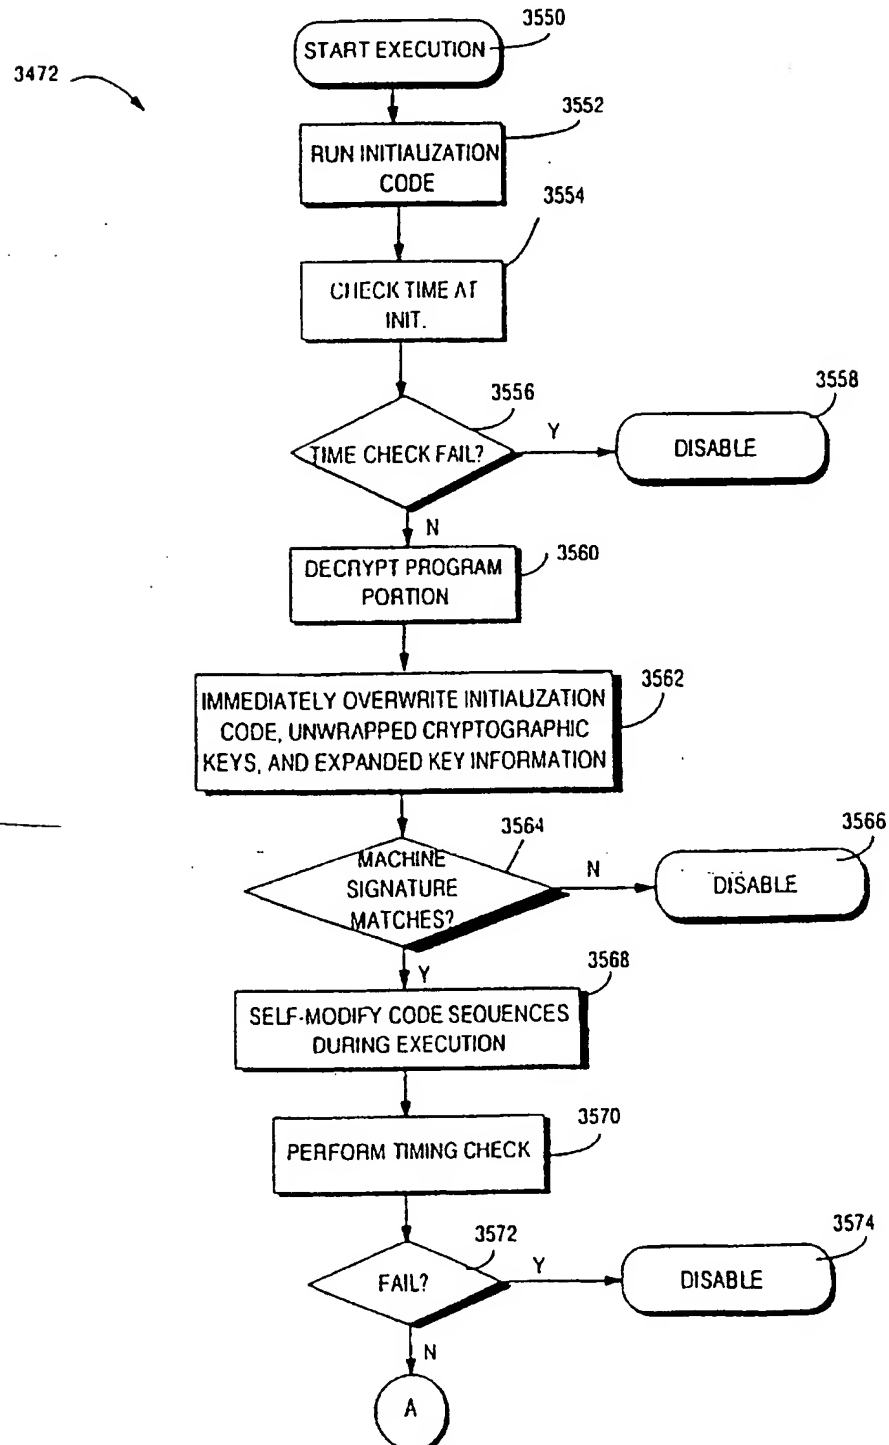 3550
START EXECUTION
3472
3552
RUN INITIALIZATION
CODE
3554
CHECK TIME AT
INIT.
3556
3558
TIME CHECK FAIL?
Y
DISABLE
N
3560
DECRYPT PROGRAM
PORTION
3562
IMMEDIATELY OVERWRITE INITIALIZATION
CODE, UNWRAPPED CRYPTOGRAPHIC
KEYS, AND EXPANDED KEY INFORMATION
3564
3566
MACHINE
SIGNATURE
MATCHES?
N
DISABLE
Y
3568
SELF-MODIFY CODE SEQUENCES
DURING EXECUTION
3570
PERFORM TIMING CHECK
3572
3574
FAIL?
Y
DISABLE
N
A